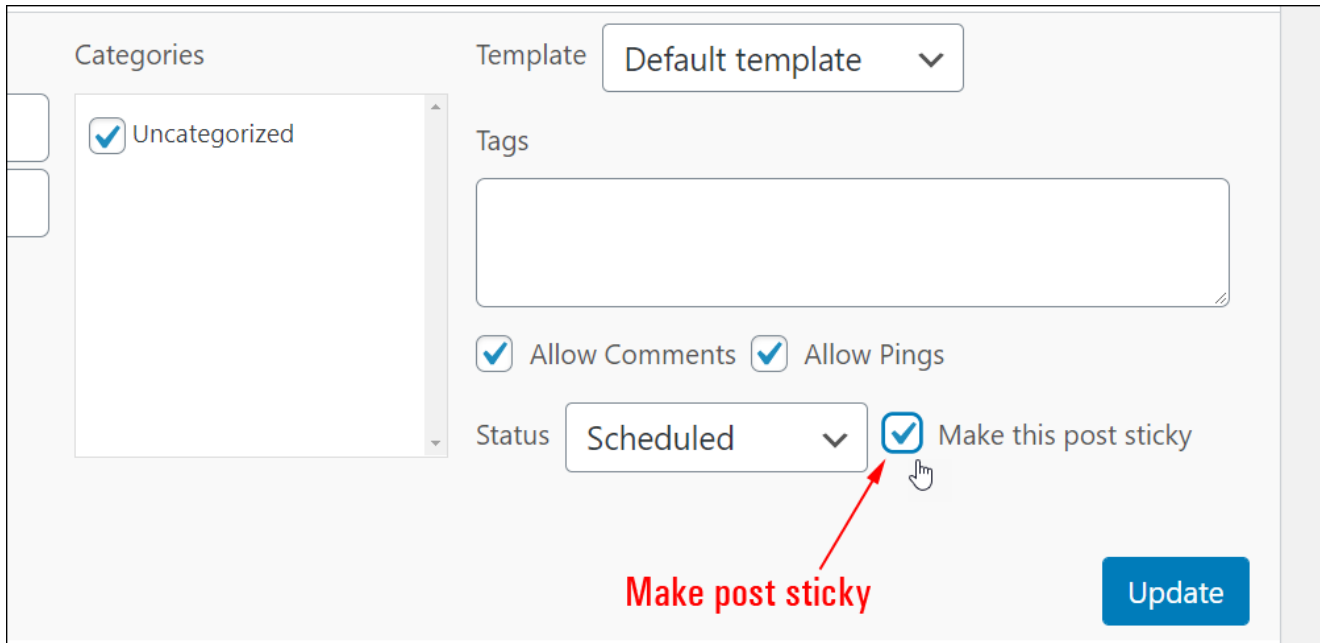 Categories
Uncategorized
Template Default template
Tags
Allow Comments Allow Pings
Status Scheduled Make this post sticky
Make post sticky
Update